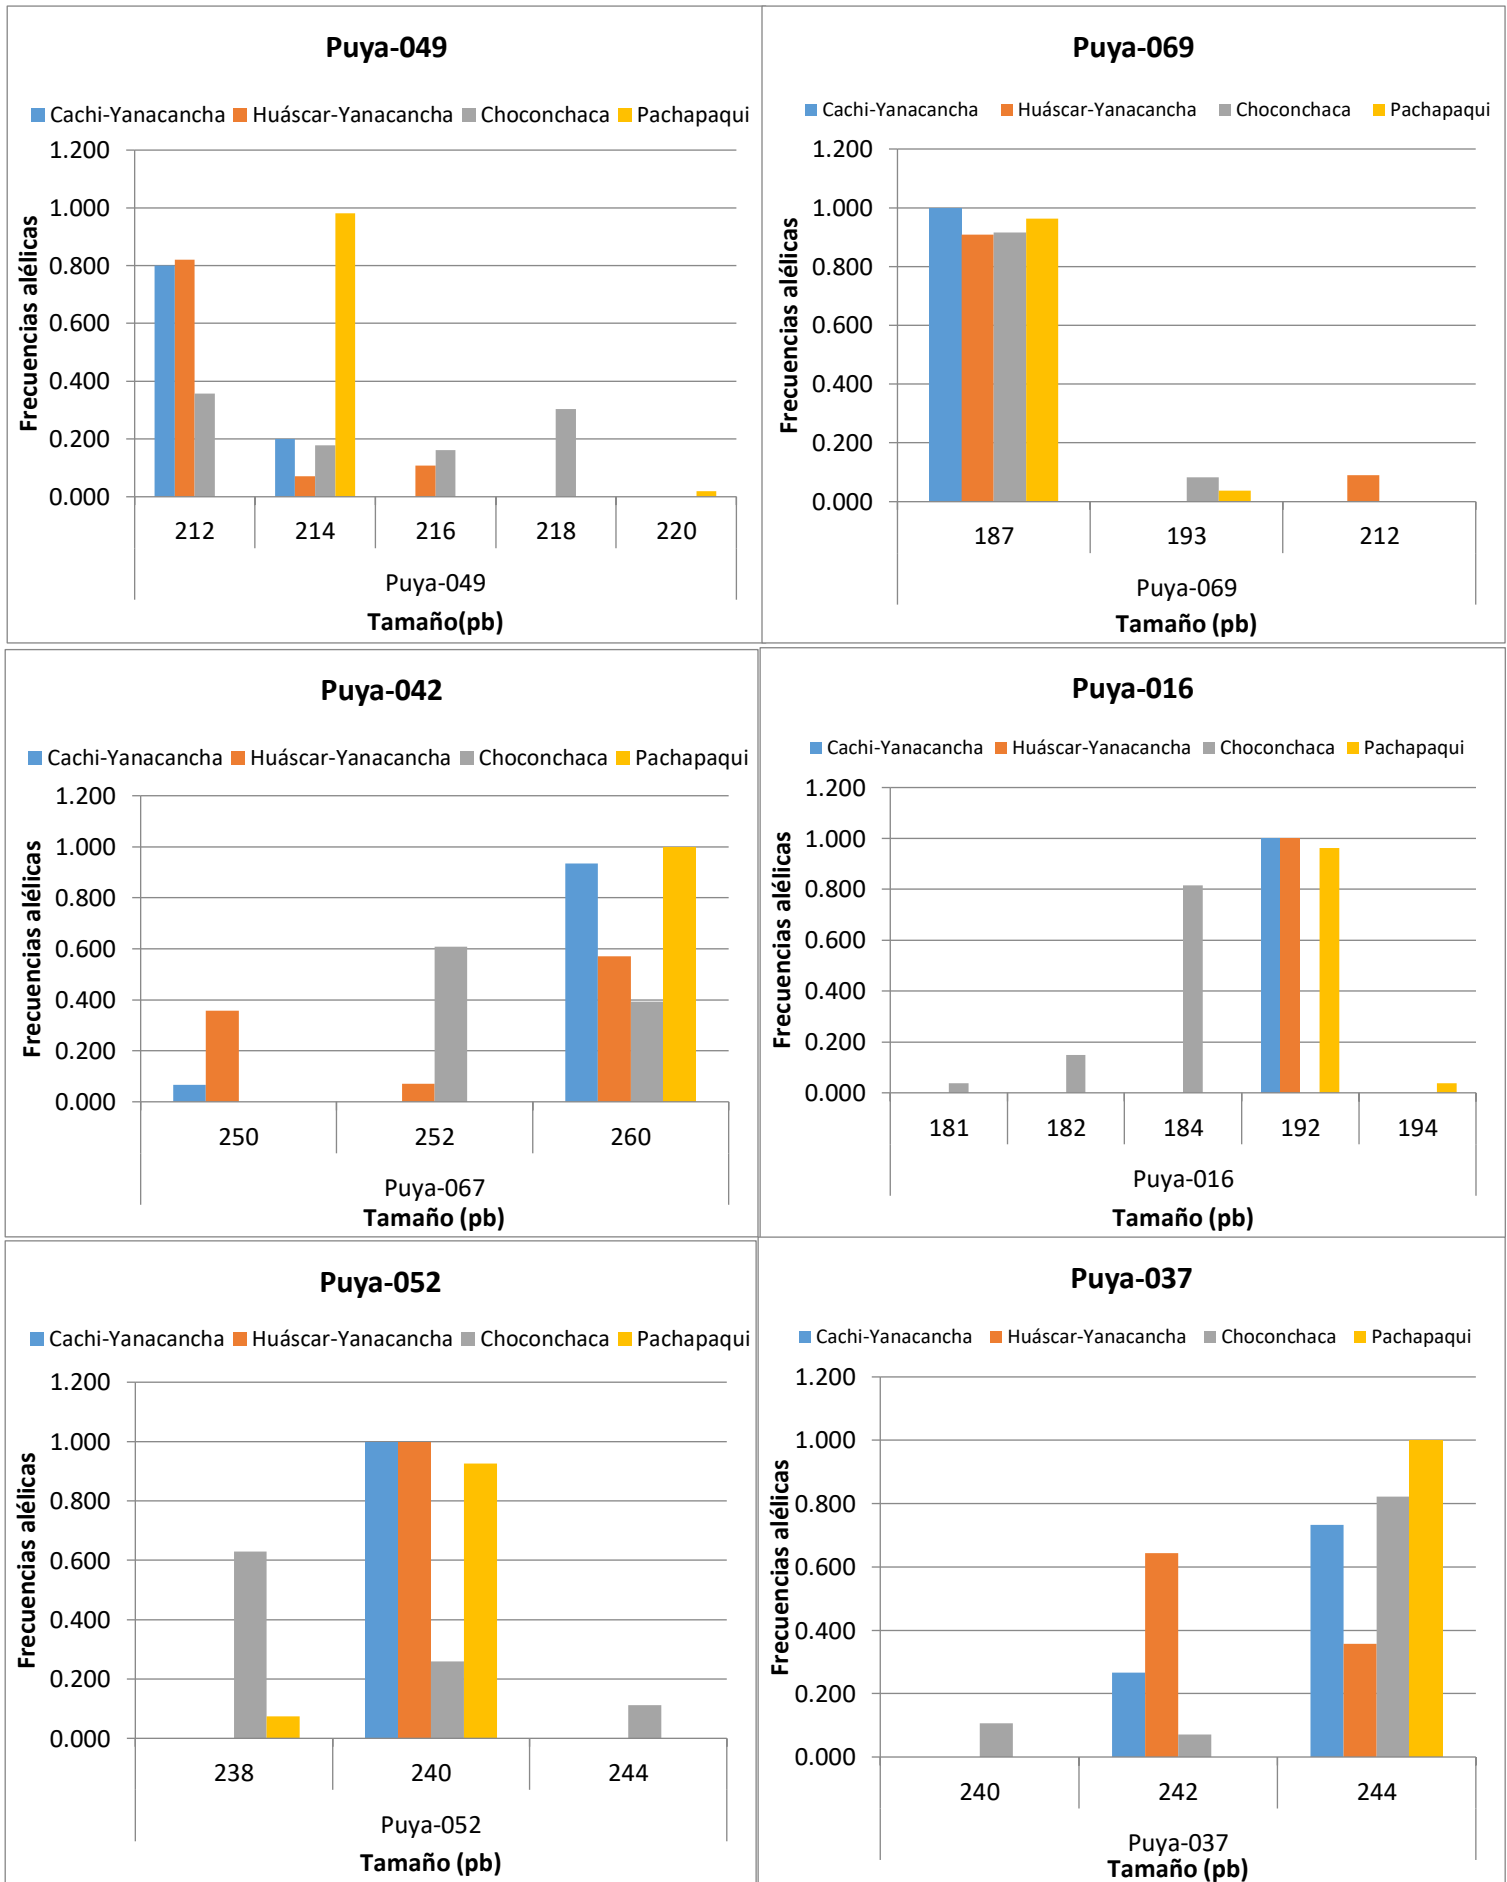 Puya-049
Cachi-Yanacancha Huáscar-Yanacancha Choconchaca Pachapaqui
Frecuencias alélicas
1.200
1.000
0.800
0.600
0.400
0.200
0.000
212 214 216 218 220
Puya-049
Tamaño(pb)
Puya-069
Cachi-Yanacancha Huáscar-Yanacancha Choconchaca Pachapaqui
Frecuencias alélicas
1.200
1.000
0.800
0.600
0.400
0.200
0.000
187 193 212
Puya-069
Tamaño (pb)
Puya-042
Cachi-Yanacancha Huáscar-Yanacancha Choconchaca Pachapaqui
Frecuencias alélicas
1.200
1.000
0.800
0.600
0.400
0.200
0.000
250 252 260
Puya-067
Tamaño (pb)
Puya-016
Cachi-Yanacancha Huáscar-Yanacancha Choconchaca Pachapaqui
Frecuencias alélicas
1.200
1.000
0.800
0.600
0.400
0.200
0.000
181 182 184 192 194
Puya-016
Tamaño (pb)
Puya-052
Cachi-Yanacancha Huáscar-Yanacancha Choconchaca Pachapaqui
Frecuencias alélicas
1.200
1.000
0.800
0.600
0.400
0.200
0.000
238 240 244
Puya-052
Tamaño (pb)
Puya-037
Cachi-Yanacancha Huáscar-Yanacancha Choconchaca Pachapaqui
Frecuencias alélicas
1.200
1.000
0.800
0.600
0.400
0.200
0.000
240 242 244
Puya-037
Tamaño (pb)